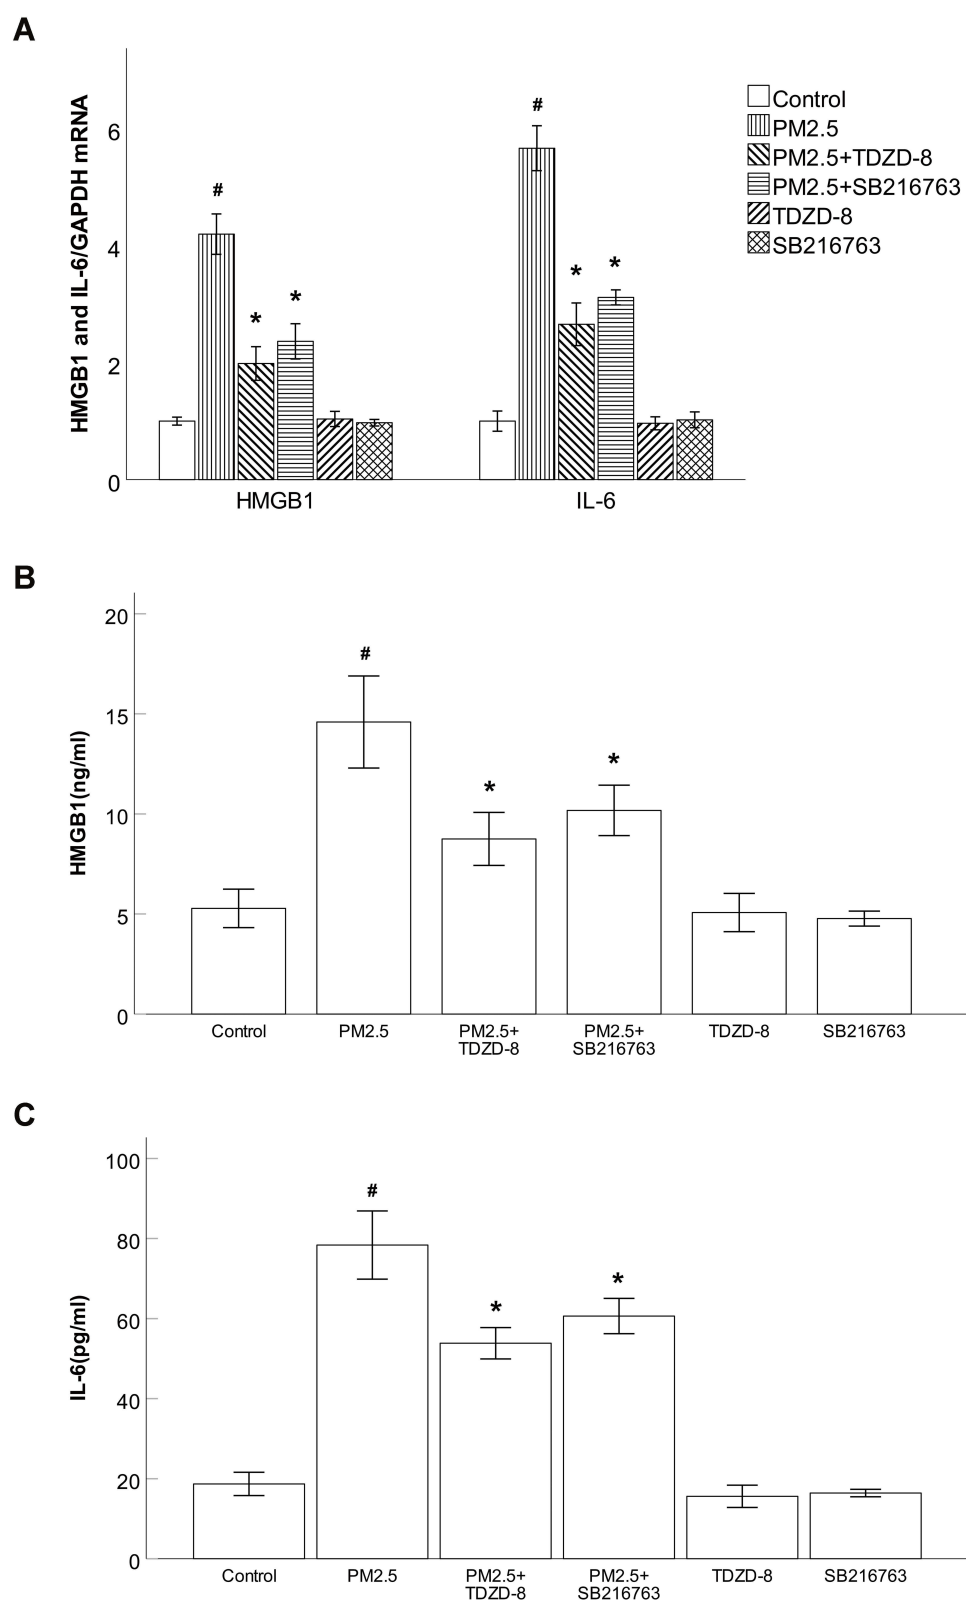 A
HMGB1 and IL-6/GAPDH mRNA
6
4
2
0
#
*
*
#
*
*
HMGB1
IL-6
Control
PM2.5
PM2.5+TDZD-8
PM2.5+SB216763
TDZD-8
SB216763
B
HMGB1(ng/ml)
20
15
10
5
0
#
*
*
Control
PM2.5
PM2.5+
TDZD-8
PM2.5+
SB216763
TDZD-8
SB216763
C
IL-6(pg/ml)
100
80
60
40
20
0
#
*
*
Control
PM2.5
PM2.5+
TDZD-8
PM2.5+
SB216763
TDZD-8
SB216763